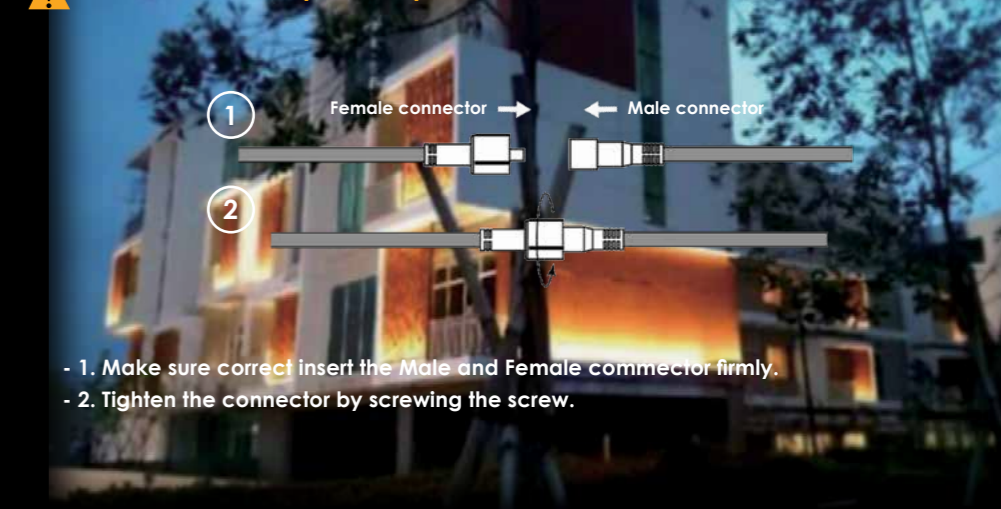 1
Female connector
Male connector
2
- 1. Make sure correct insert the Male and Female commector firmly.
- 2. Tighten the connector by screwing the screw.